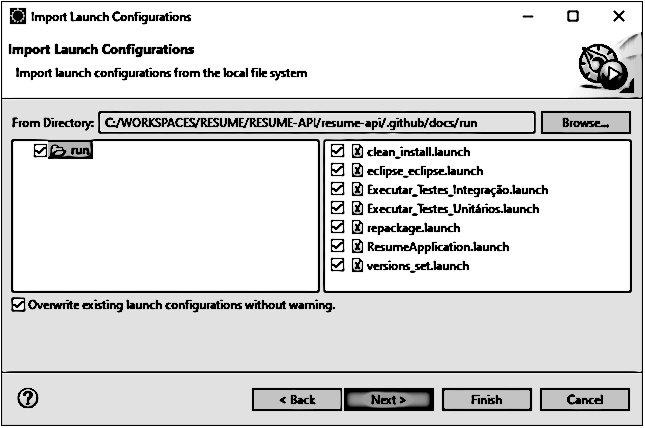 Import Launch Configurations
Import Launch Configurations
Import launch configurations from the local file system
From Directory: C:/WORKSPACES/RESUME/RESUME-API/resume-api/.github/docs/run Browse...
run
clean_install.launch
eclipse_eclipse.launch
Executar_Testes_Integração.launch
Executar_Testes_Unitários.launch
repackage.launch
ResumeApplication.launch
versions_set.launch
Overwrite existing launch configurations without warning.
? < Back Next > Finish Cancel